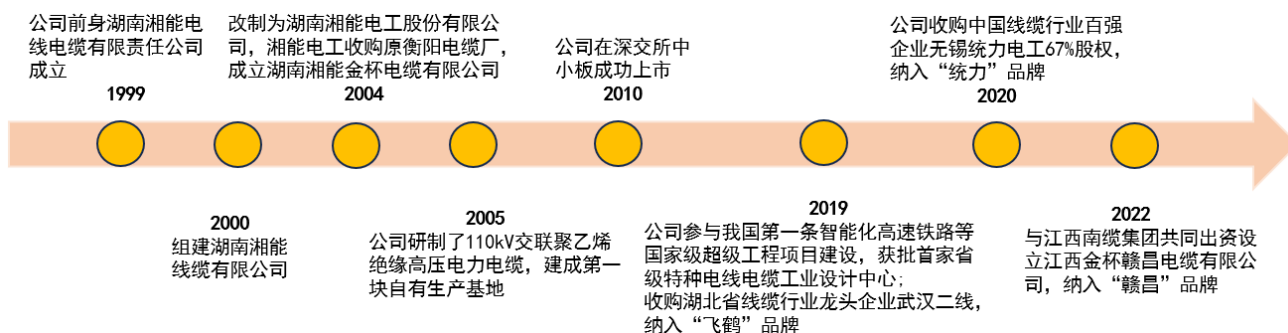 公司前身湖南湘能电
线电缆有限责任公司
成立
1999
2000
组建湖南湘能
线缆有限公司
改制为湖南湘能电工股份有限公
司，湘能电工收购原衡阳电缆厂，
成立湖南湘能金杯电缆有限公司
2004
2005
公司研制了110kV交联聚乙烯
绝缘高压电力电缆，建成第一
块自有生产基地
公司在深交所中
小板成功上市
2010
2019
公司参与我国第一条智能化高速铁路等
国家级超级工程项目建设，获批首家省
级特种电线电缆工业设计中心；
收购湖北省线缆行业龙头企业武汉二线，
纳入“飞鹤”品牌
公司收购中国线缆行业百强
企业无锡统力电工67%股权，
纳入“统力”品牌
2020
2022
与江西南缆集团共同出资设
立江西金杯赣昌电缆有限公
司，纳入“赣昌”品牌